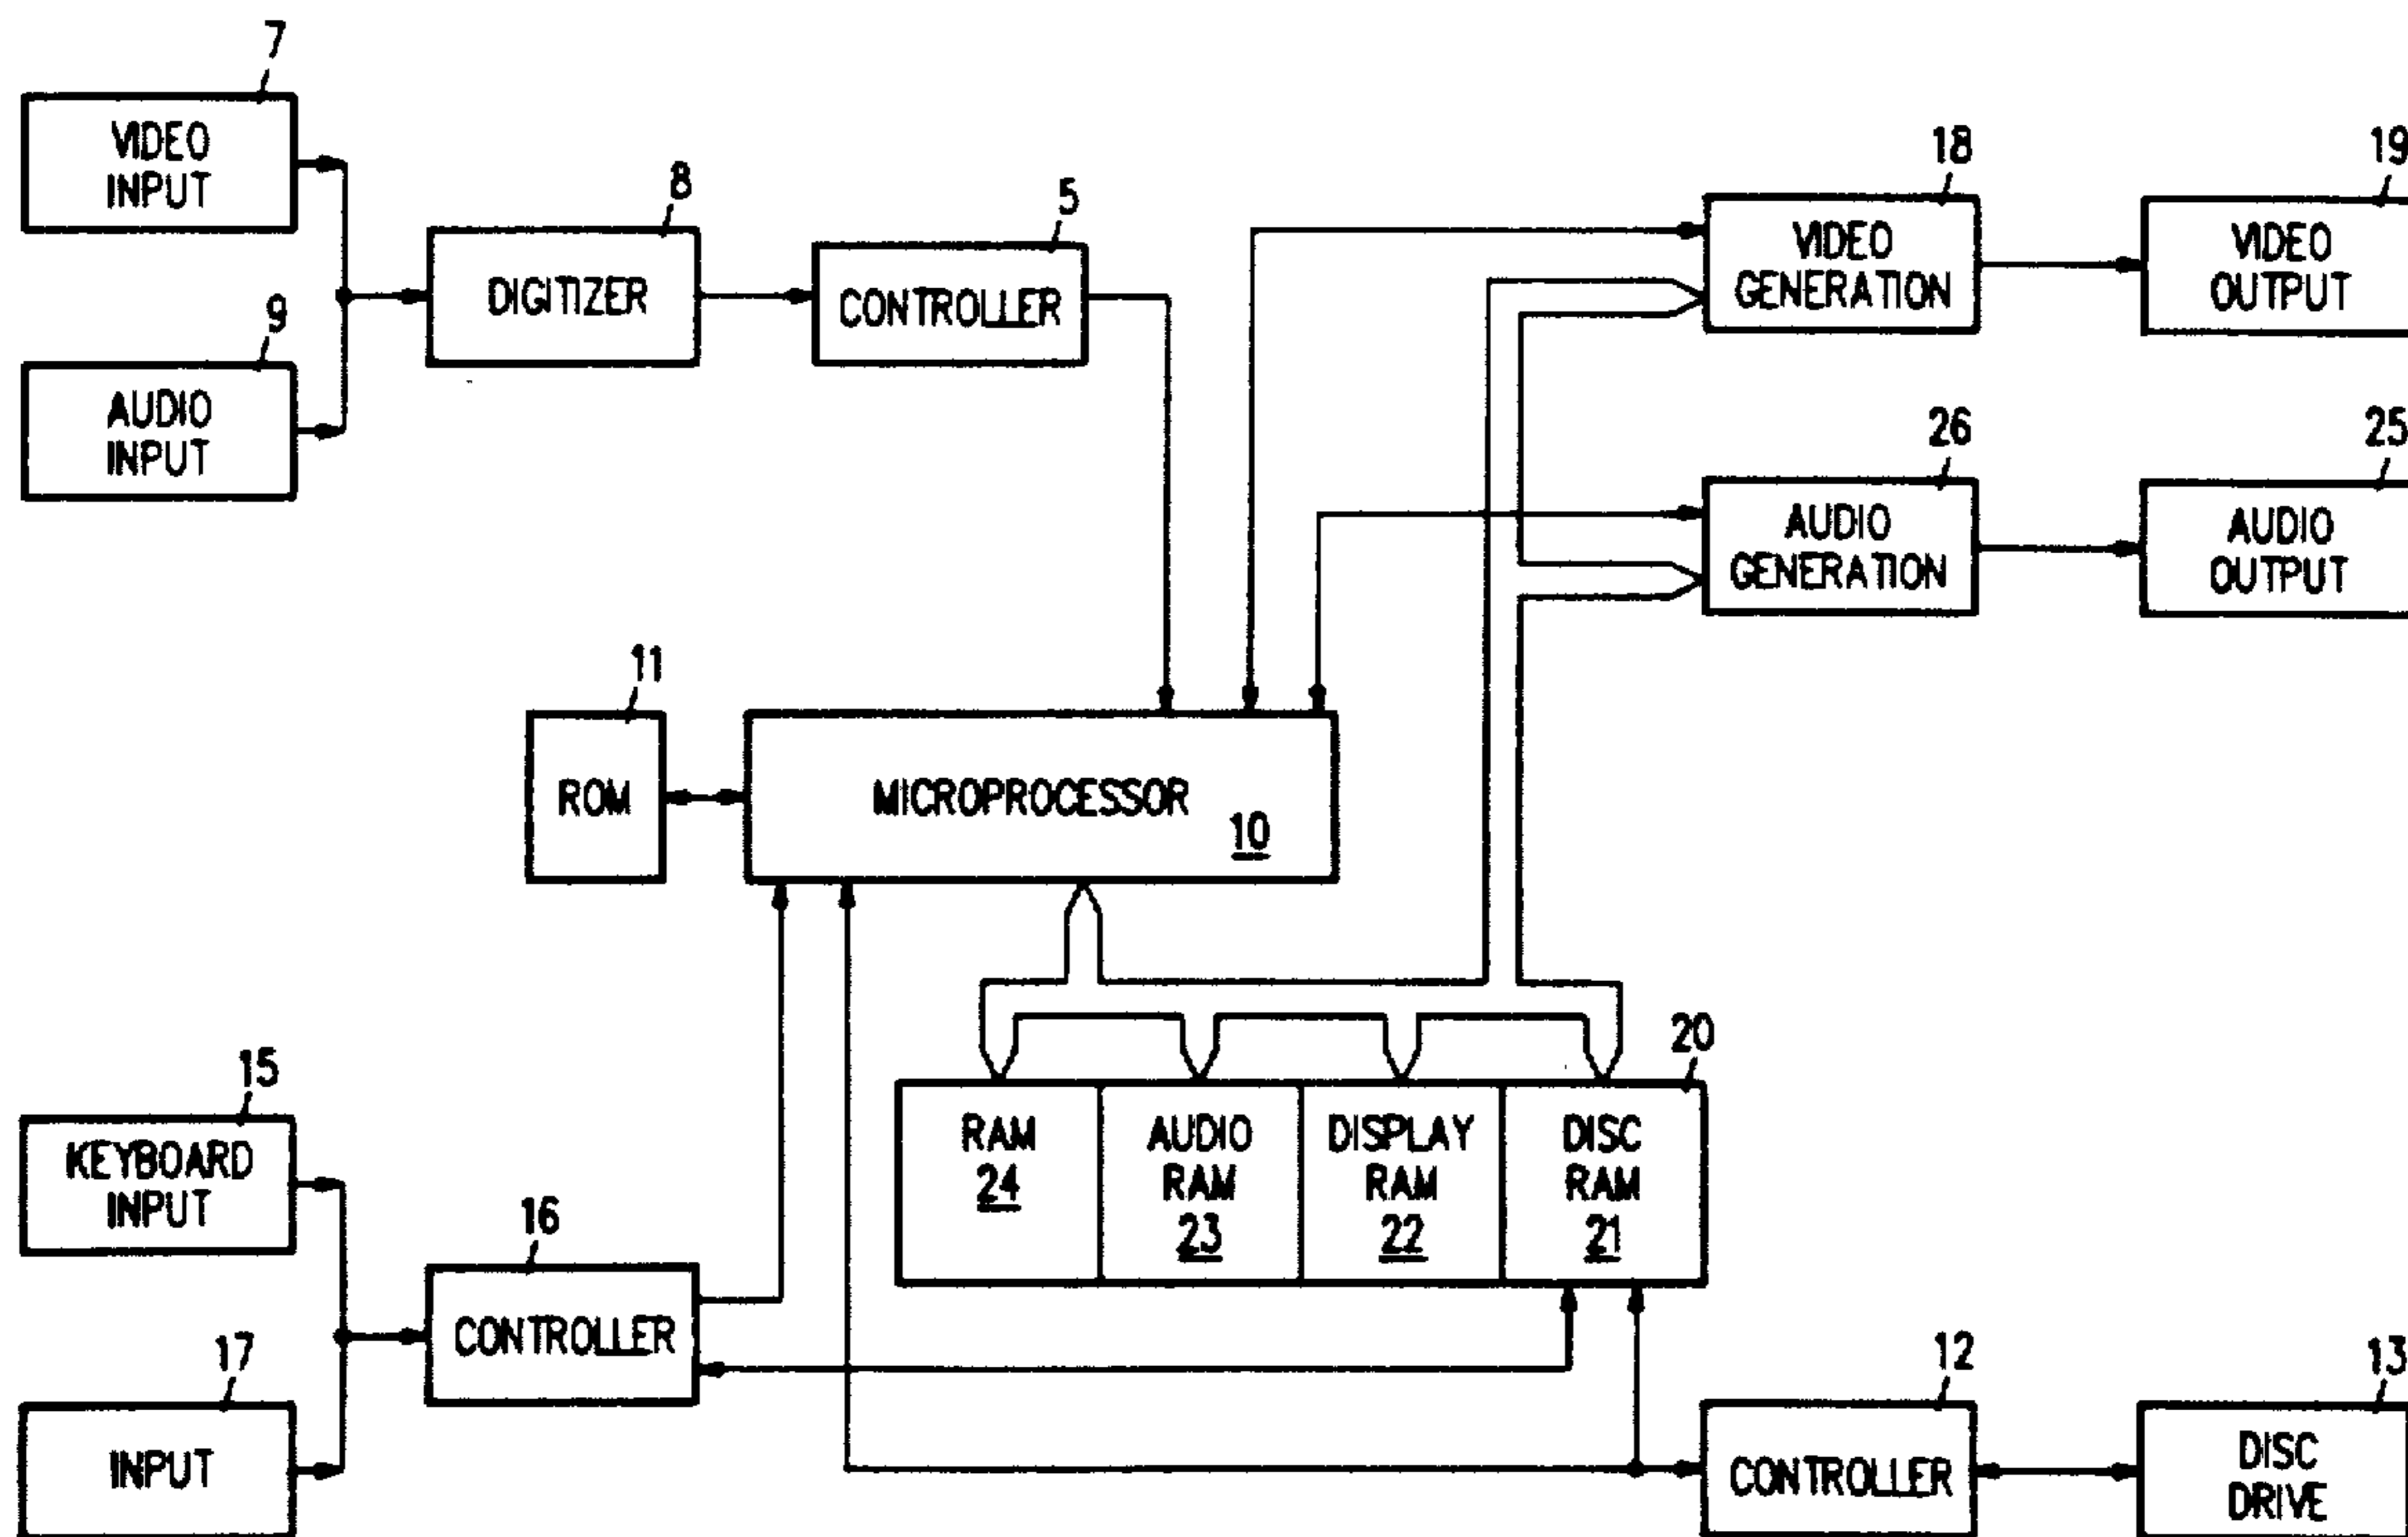 7
VIDEO
INPUT
9
AUDIO
INPUT
8
DIGITIZER
5
CONTROLLER
18
VIDEO
GENERATION
19
VIDEO
OUTPUT
26
AUDIO
GENERATION
25
AUDIO
OUTPUT
11
ROM
MICROPROCESSOR
10
20
RAM
24
AUDIO
RAM
23
DISPLAY
RAM
22
DISC
RAM
21
15
KEYBOARD
INPUT
17
INPUT
16
CONTROLLER
12
CONTROLLER
13
DISC
DRIVE